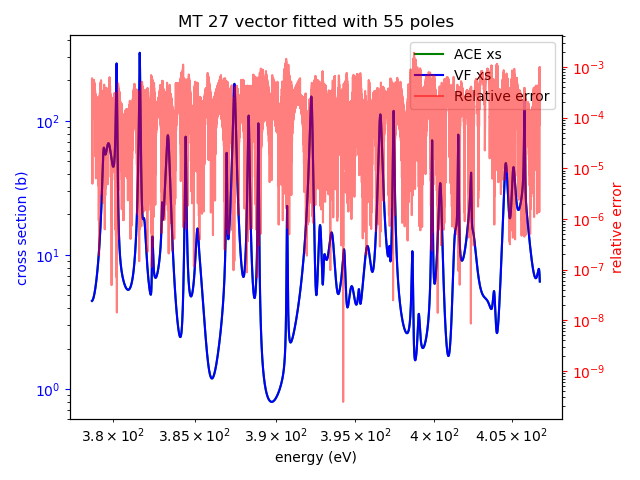 MT 27 vector fitted with 55 poles
ACE xs
VF xs
Relative error
cross section (b)
10²
10¹
10⁰
10⁻³
10⁻⁴
10⁻⁵
10⁻⁶
10⁻⁷
10⁻⁸
10⁻⁹
relative error
3.8 × 10² 3.85 × 10² 3.9 × 10² 3.95 × 10² 4 × 10² 4.05 × 10²
energy (eV)